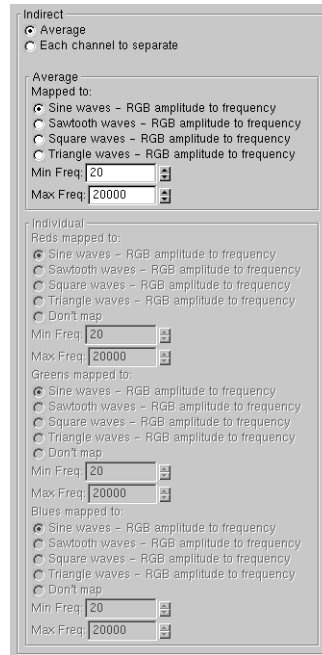 Indirect
Average
Each channel to separate
Average
Mapped to:
Sine waves – RGB amplitude to frequency
Sawtooth waves – RGB amplitude to frequency
Square waves – RGB amplitude to frequency
Triangle waves – RGB amplitude to frequency
Min Freq: 20
Max Freq: 20000
Individual
Reds mapped to:
Sine waves – RGB amplitude to frequency
Sawtooth waves – RGB amplitude to frequency
Square waves – RGB amplitude to frequency
Triangle waves – RGB amplitude to frequency
Don't map
Min Freq: 20
Max Freq: 20000
Greens mapped to:
Sine waves – RGB amplitude to frequency
Sawtooth waves – RGB amplitude to frequency
Square waves – RGB amplitude to frequency
Triangle waves – RGB amplitude to frequency
Don't map
Min Freq: 20
Max Freq: 20000
Blues mapped to:
Sine waves – RGB amplitude to frequency
Sawtooth waves – RGB amplitude to frequency
Square waves – RGB amplitude to frequency
Triangle waves – RGB amplitude to frequency
Don't map
Min Freq: 20
Max Freq: 20000